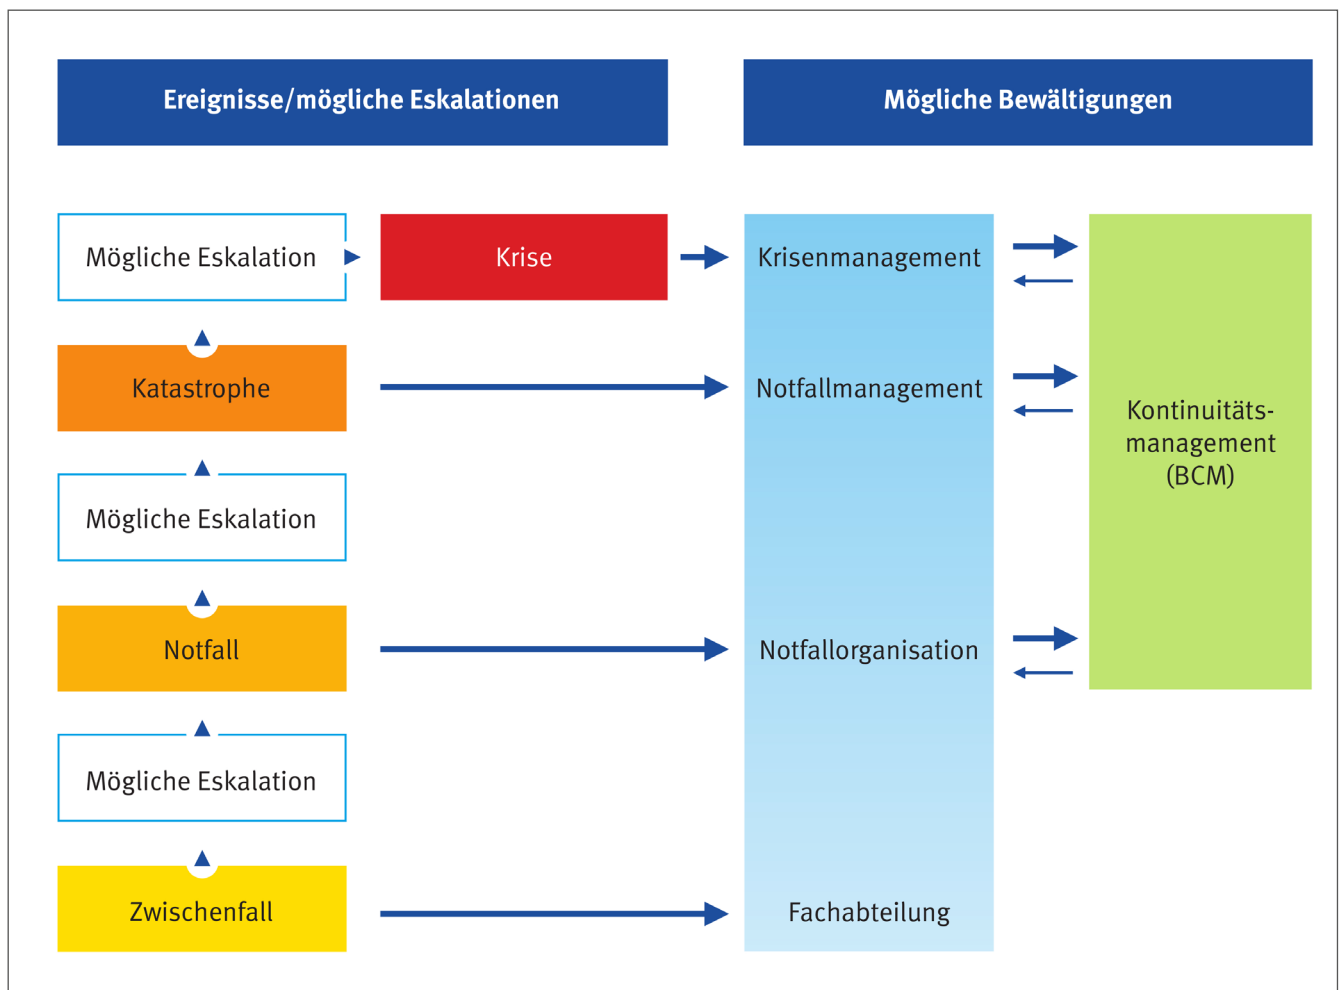 Ereignisse/mögliche Eskalationen
Mögliche Bewältigungen
Mögliche Eskalation
Krise
Krisenmanagement
Katastrophe
Notfallmanagement
Kontinuitäts-
management
(BCM)
Mögliche Eskalation
Notfall
Notfallorganisation
Mögliche Eskalation
Zwischenfall
Fachabteilung